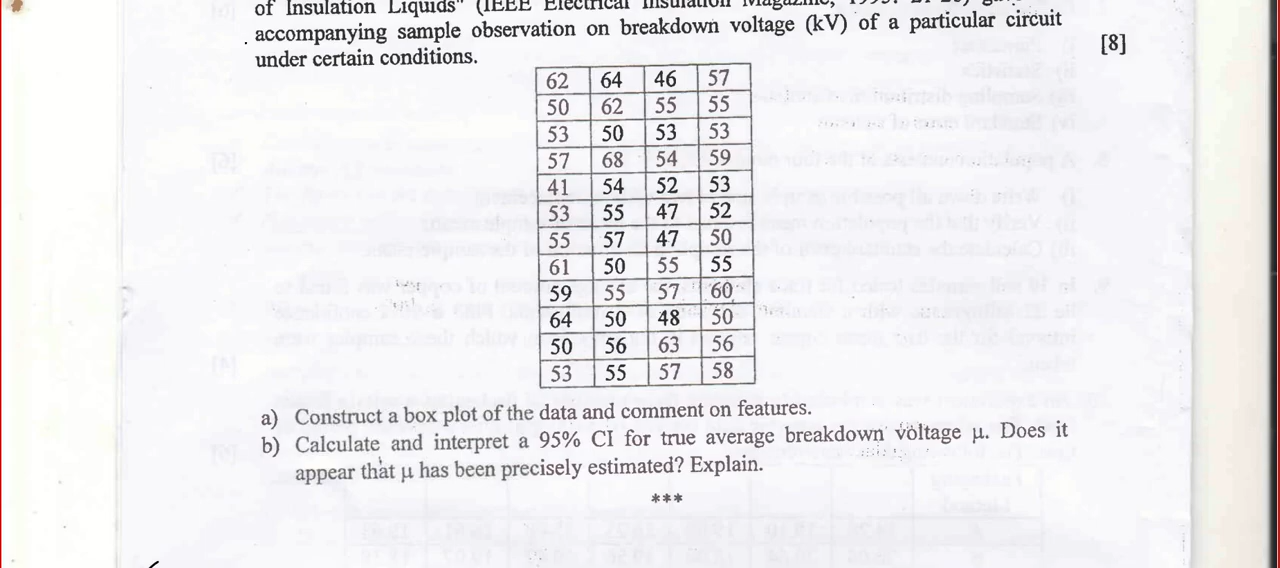 of Insulation Liquids" (IEEE Electrical Insulation Magazine,
accompanying sample observation on breakdown voltage (kV) of a particular circuit
under certain conditions. [8]
62 64 46 57
50 62 55 55
53 50 53 53
57 68 54 59
41 54 52 53
53 55 47 52
55 57 47 50
61 50 55 55
59 55 57 60
64 50 48 50
50 56 63 56
53 55 57 58
a) Construct a box plot of the data and comment on features.
b) Calculate and interpret a 95% CI for true average breakdown voltage μ. Does it
appear that μ has been precisely estimated? Explain.
***